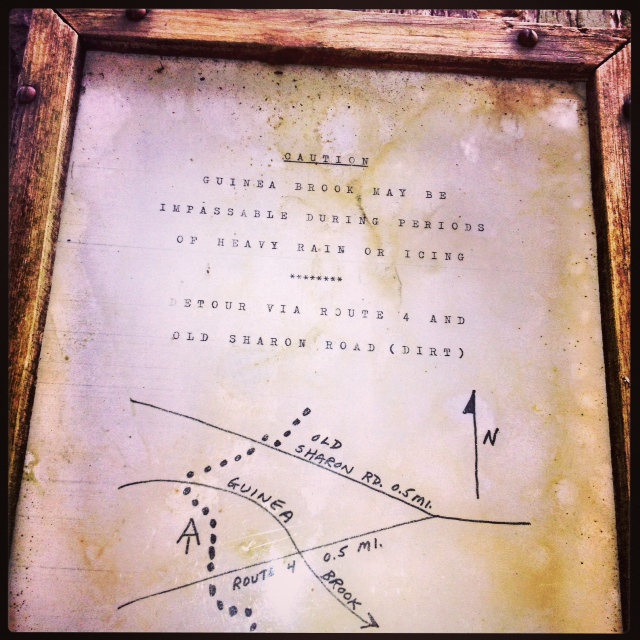 CAUTION
GUINEA BROOK MAY BE
IMPASSABLE DURING PERIODS
OF HEAVY RAIN OR ICING
********
DETOUR VIA ROUTE 4 AND
OLD SHARON ROAD (DIRT)
OLD
SHARON RD. 0.5 MI.
N
GUINEA
BROOK
0.5 MI.
ROUTE 4